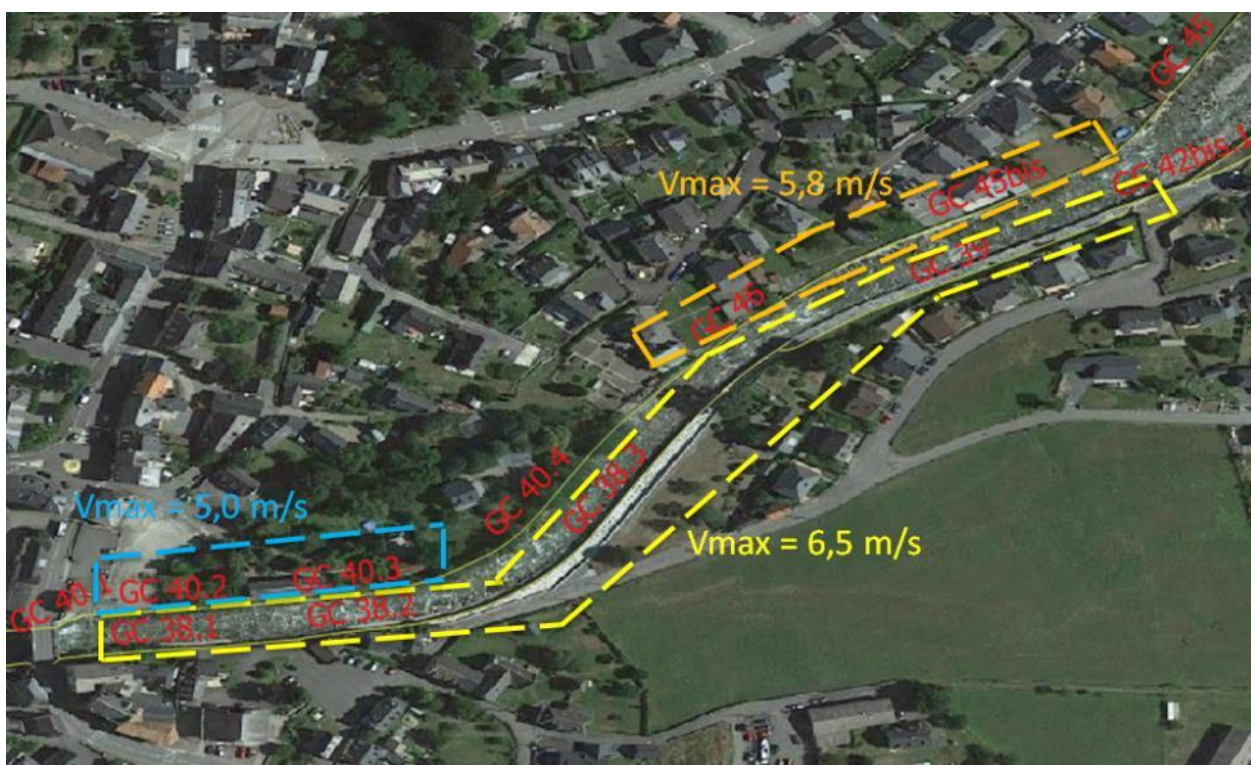 GC 45
GC 42bis.1
Vmax = 5,8 m/s
GC 45bis
GC 39
GC 46
GC 40.4
GC 38.3
Vmax = 5,0 m/s
Vmax = 6,5 m/s
GC 40.1
GC 40.2
GC 40.3
GC 38.1
GC 38.2